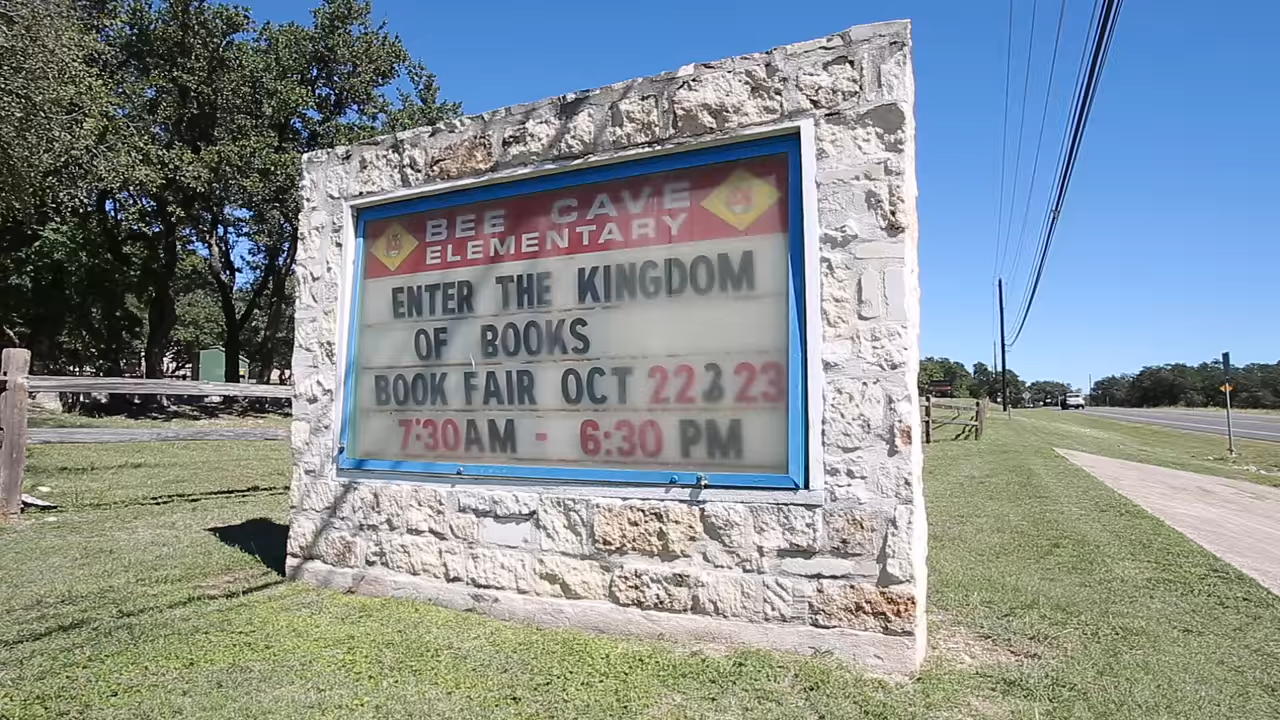 BEE CAVE
ELEMENTARY
ENTER THE KINGDOM
OF BOOKS
BOOK FAIR OCT 22 & 23
7:30AM - 6:30 PM